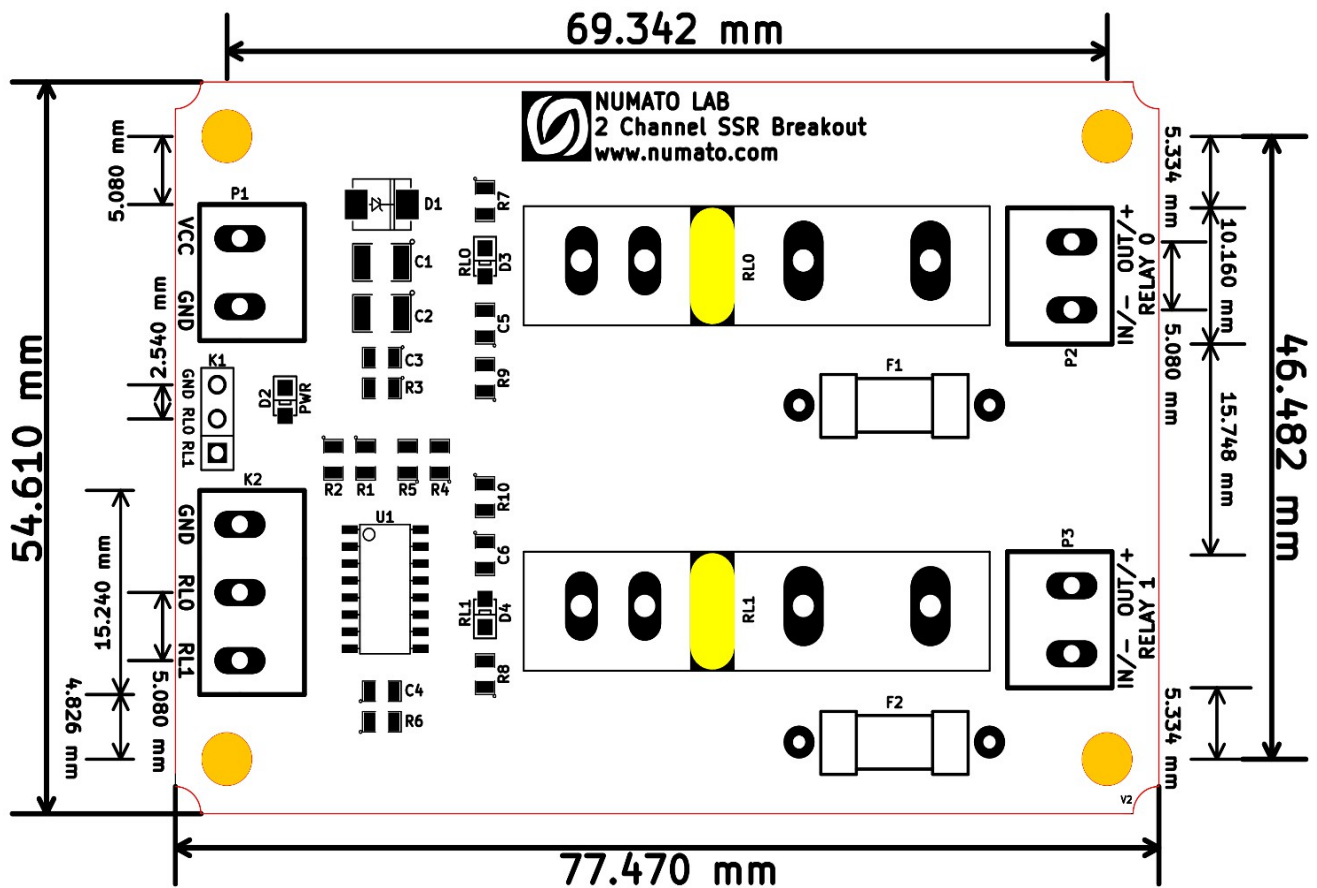 69.342 mm
NUMATO LAB
2 Channel SSR Breakout
www.numato.com
5.080 mm
5.334 mm
P1
VCC
GND
D1
R7
C1
RL0
D3
RL0
OUT/+
IN/-
RELAY 0
10.160 mm
5.080 mm
2.540 mm
C2
C5
P2
K1
GND
RL0
RL1
D2
PWR
C3
R3
R9
F1
15.748 mm
46.482 mm
54.610 mm
R2
R1
R5
R4
K2
GND
RL0
RL1
R10
U1
C6
P3
15.240 mm
RL1
D4
RL1
OUT/+
IN/-
RELAY 1
R8
5.080 mm
4.826 mm
C4
R6
F2
5.334 mm
V2
77.470 mm